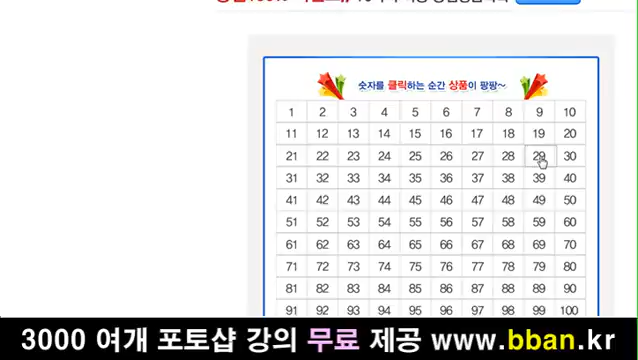 숫자를 클릭하는 순간 상품이 팡팡~
1 2 3 4 5 6 7 8 9 10
11 12 13 14 15 16 17 18 19 20
21 22 23 24 25 26 27 28 29 30
31 32 33 34 35 36 37 38 39 40
41 42 43 44 45 46 47 48 49 50
51 52 53 54 55 56 57 58 59 60
61 62 63 64 65 66 67 68 69 70
71 72 73 74 75 76 77 78 79 80
81 82 83 84 85 86 87 88 89 90
91 92 93 94 95 96 97 98 99 100
3000 여개 포토샵 강의 무료 제공 www.bban.kr